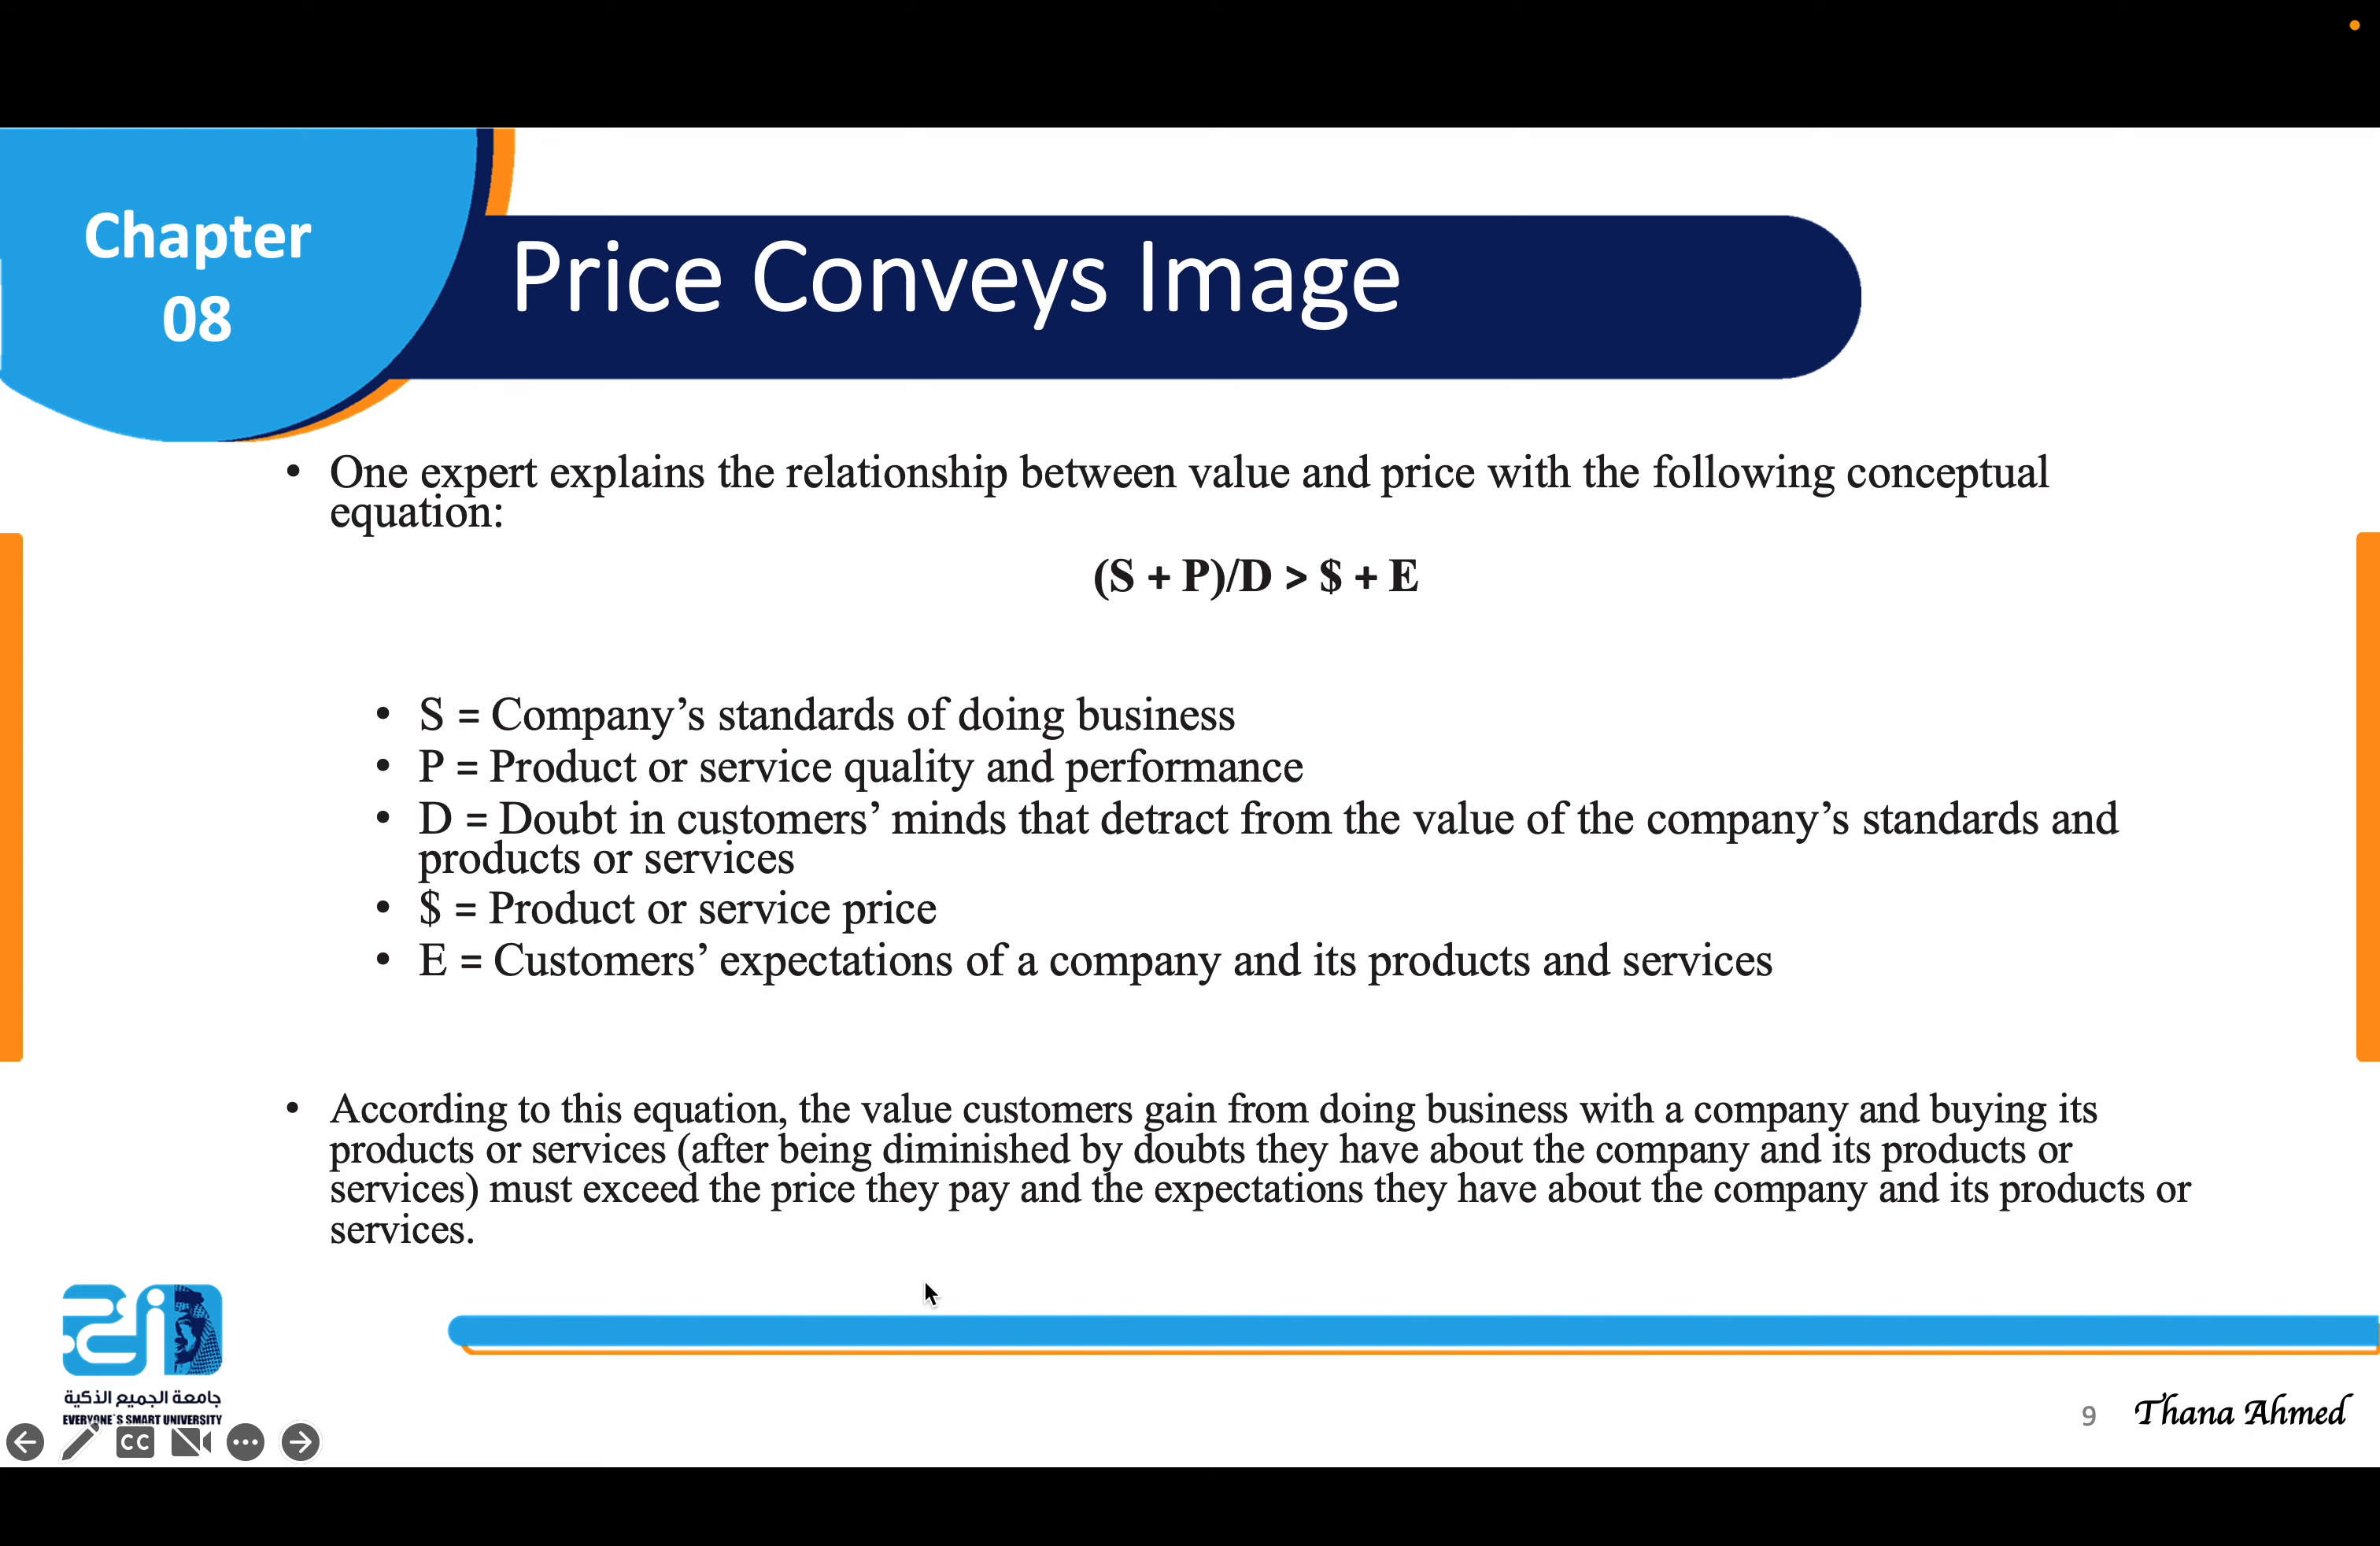 Chapter
08
Price Conveys Image
• One expert explains the relationship between value and price with the following conceptual
equation:
(S + P)/D > $ + E
• S = Company’s standards of doing business
• P = Product or service quality and performance
• D = Doubt in customers’ minds that detract from the value of the company’s standards and
products or services
• $ = Product or service price
• E = Customers’ expectations of a company and its products and services
• According to this equation, the value customers gain from doing business with a company and buying its
products or services (after being diminished by doubts they have about the company and its products or
services) must exceed the price they pay and the expectations they have about the company and its products or
services.
جامعة الجميع الذكية
EVERYONE`S SMART UNIVERSITY
CC
9
Thana Ahmed